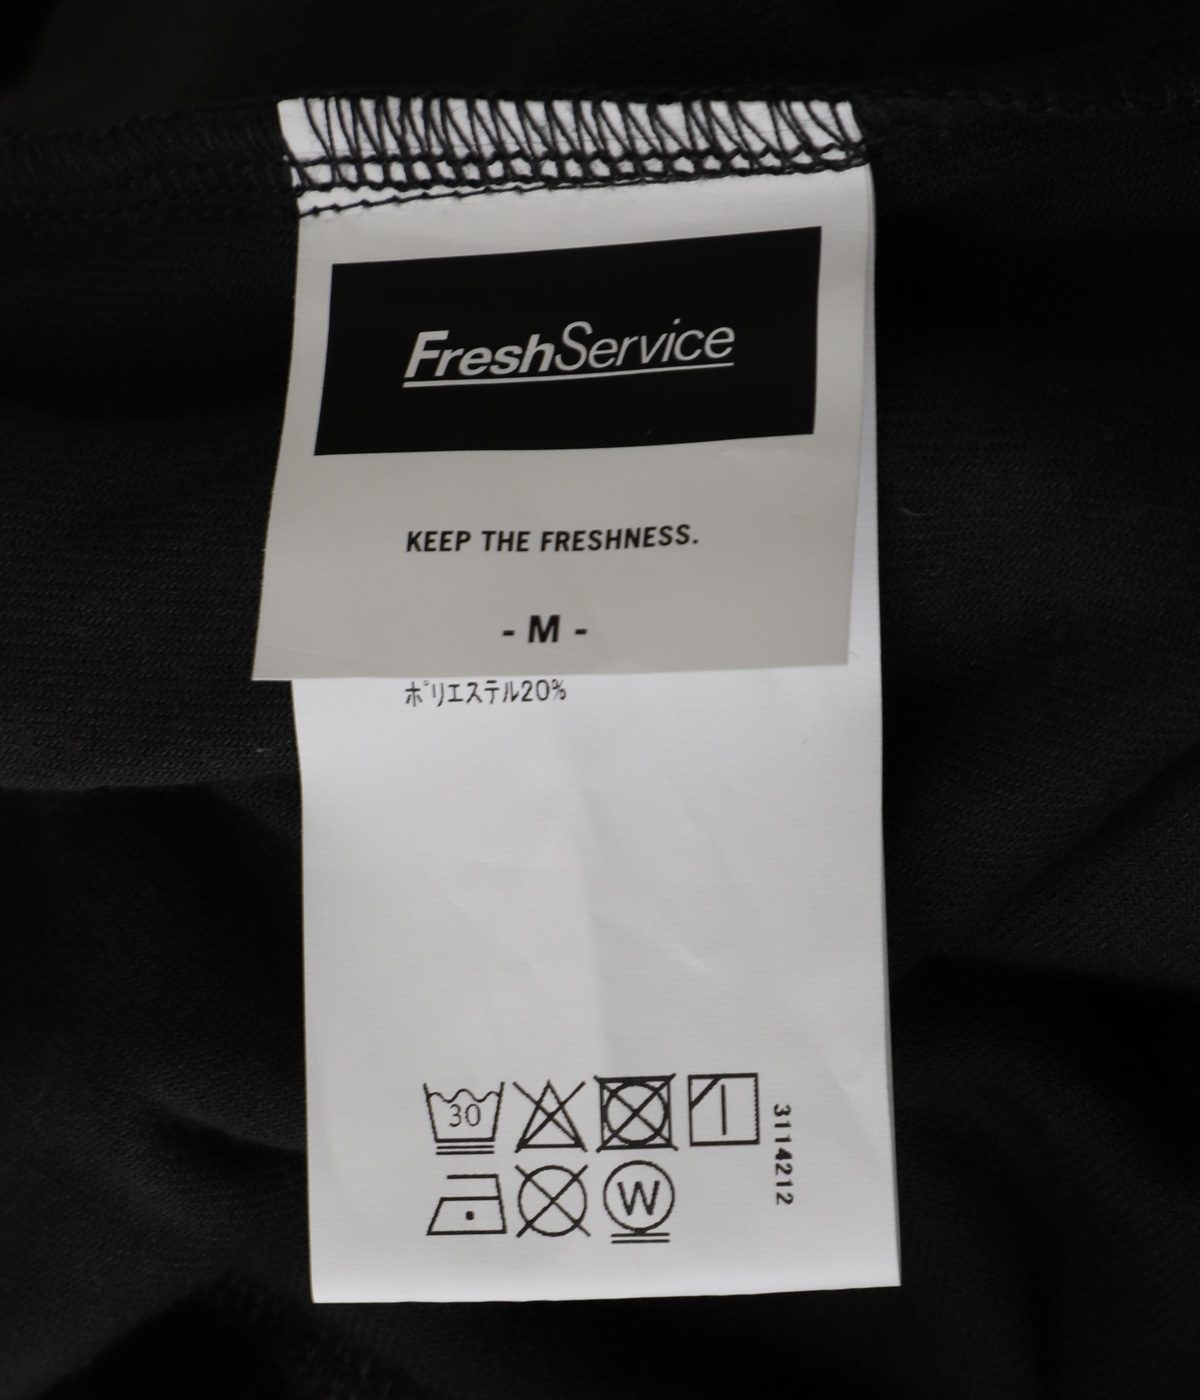 FreshService
KEEP THE FRESHNESS.
- M -
ポリエステル20%
30
W
3114212